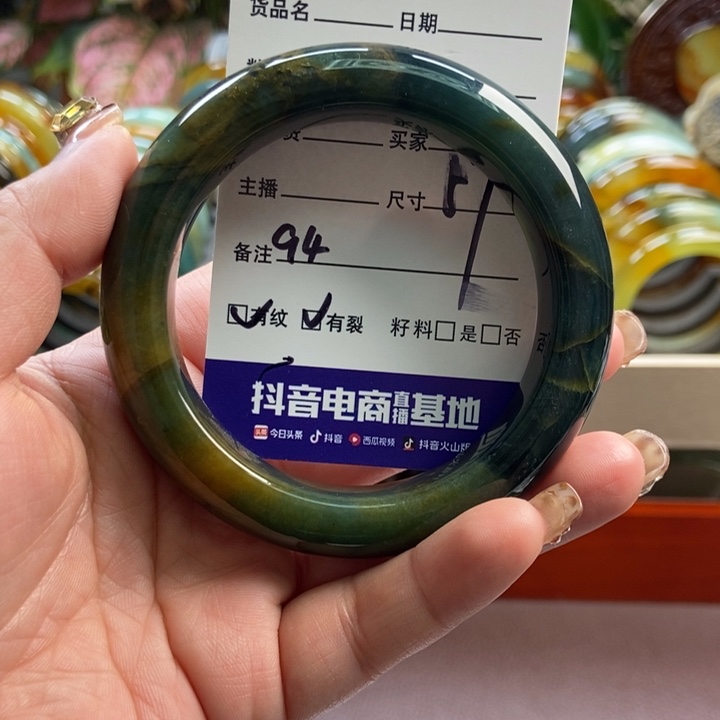 货品名 日期
买家
主播 尺寸 57
备注 94
有纹 有裂 籽料 是 否
抖音电商直播基地
头条 今日头条 抖音 西瓜视频 抖音火山版